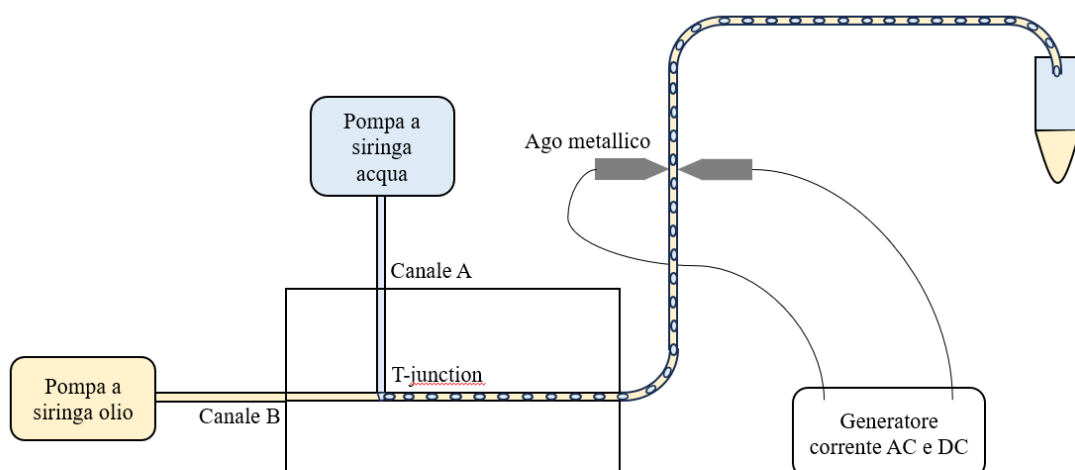 Pompa a
siringa
acqua
Ago metallico
Canale A
T-junction
Pompa a
siringa olio
Canale B
Generatore
corrente AC e DC